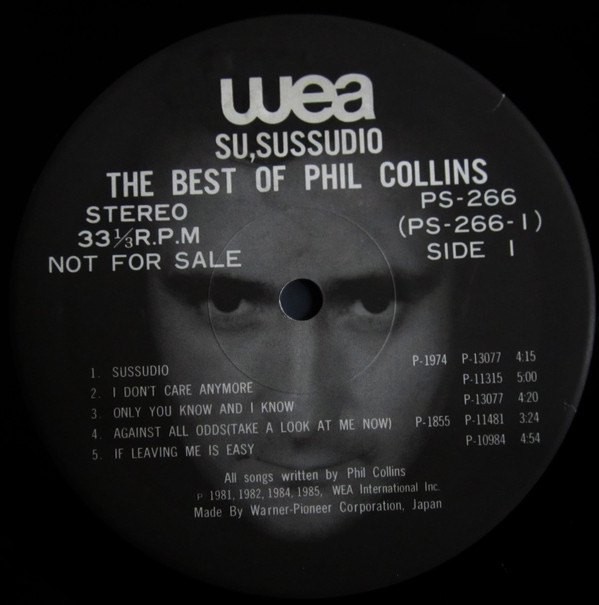 wea
SU,SUSSUDIO
THE BEST OF PHIL COLLINS
STEREO
33⅓R.P.M
NOT FOR SALE
PS-266
(PS-266-1)
SIDE 1
1. SUSSUDIO P-1974 P-13077 4:15
2. I DON'T CARE ANYMORE P-11315 5:00
3. ONLY YOU KNOW AND I KNOW P-13077 4:20
4. AGAINST ALL ODDS(TAKE A LOOK AT ME NOW) P-1855 P-11481 3:24
5. IF LEAVING ME IS EASY P-10984 4:54
All songs written by Phil Collins
P 1981, 1982, 1984, 1985, WEA International Inc.
Made By Warner-Pioneer Corporation, Japan